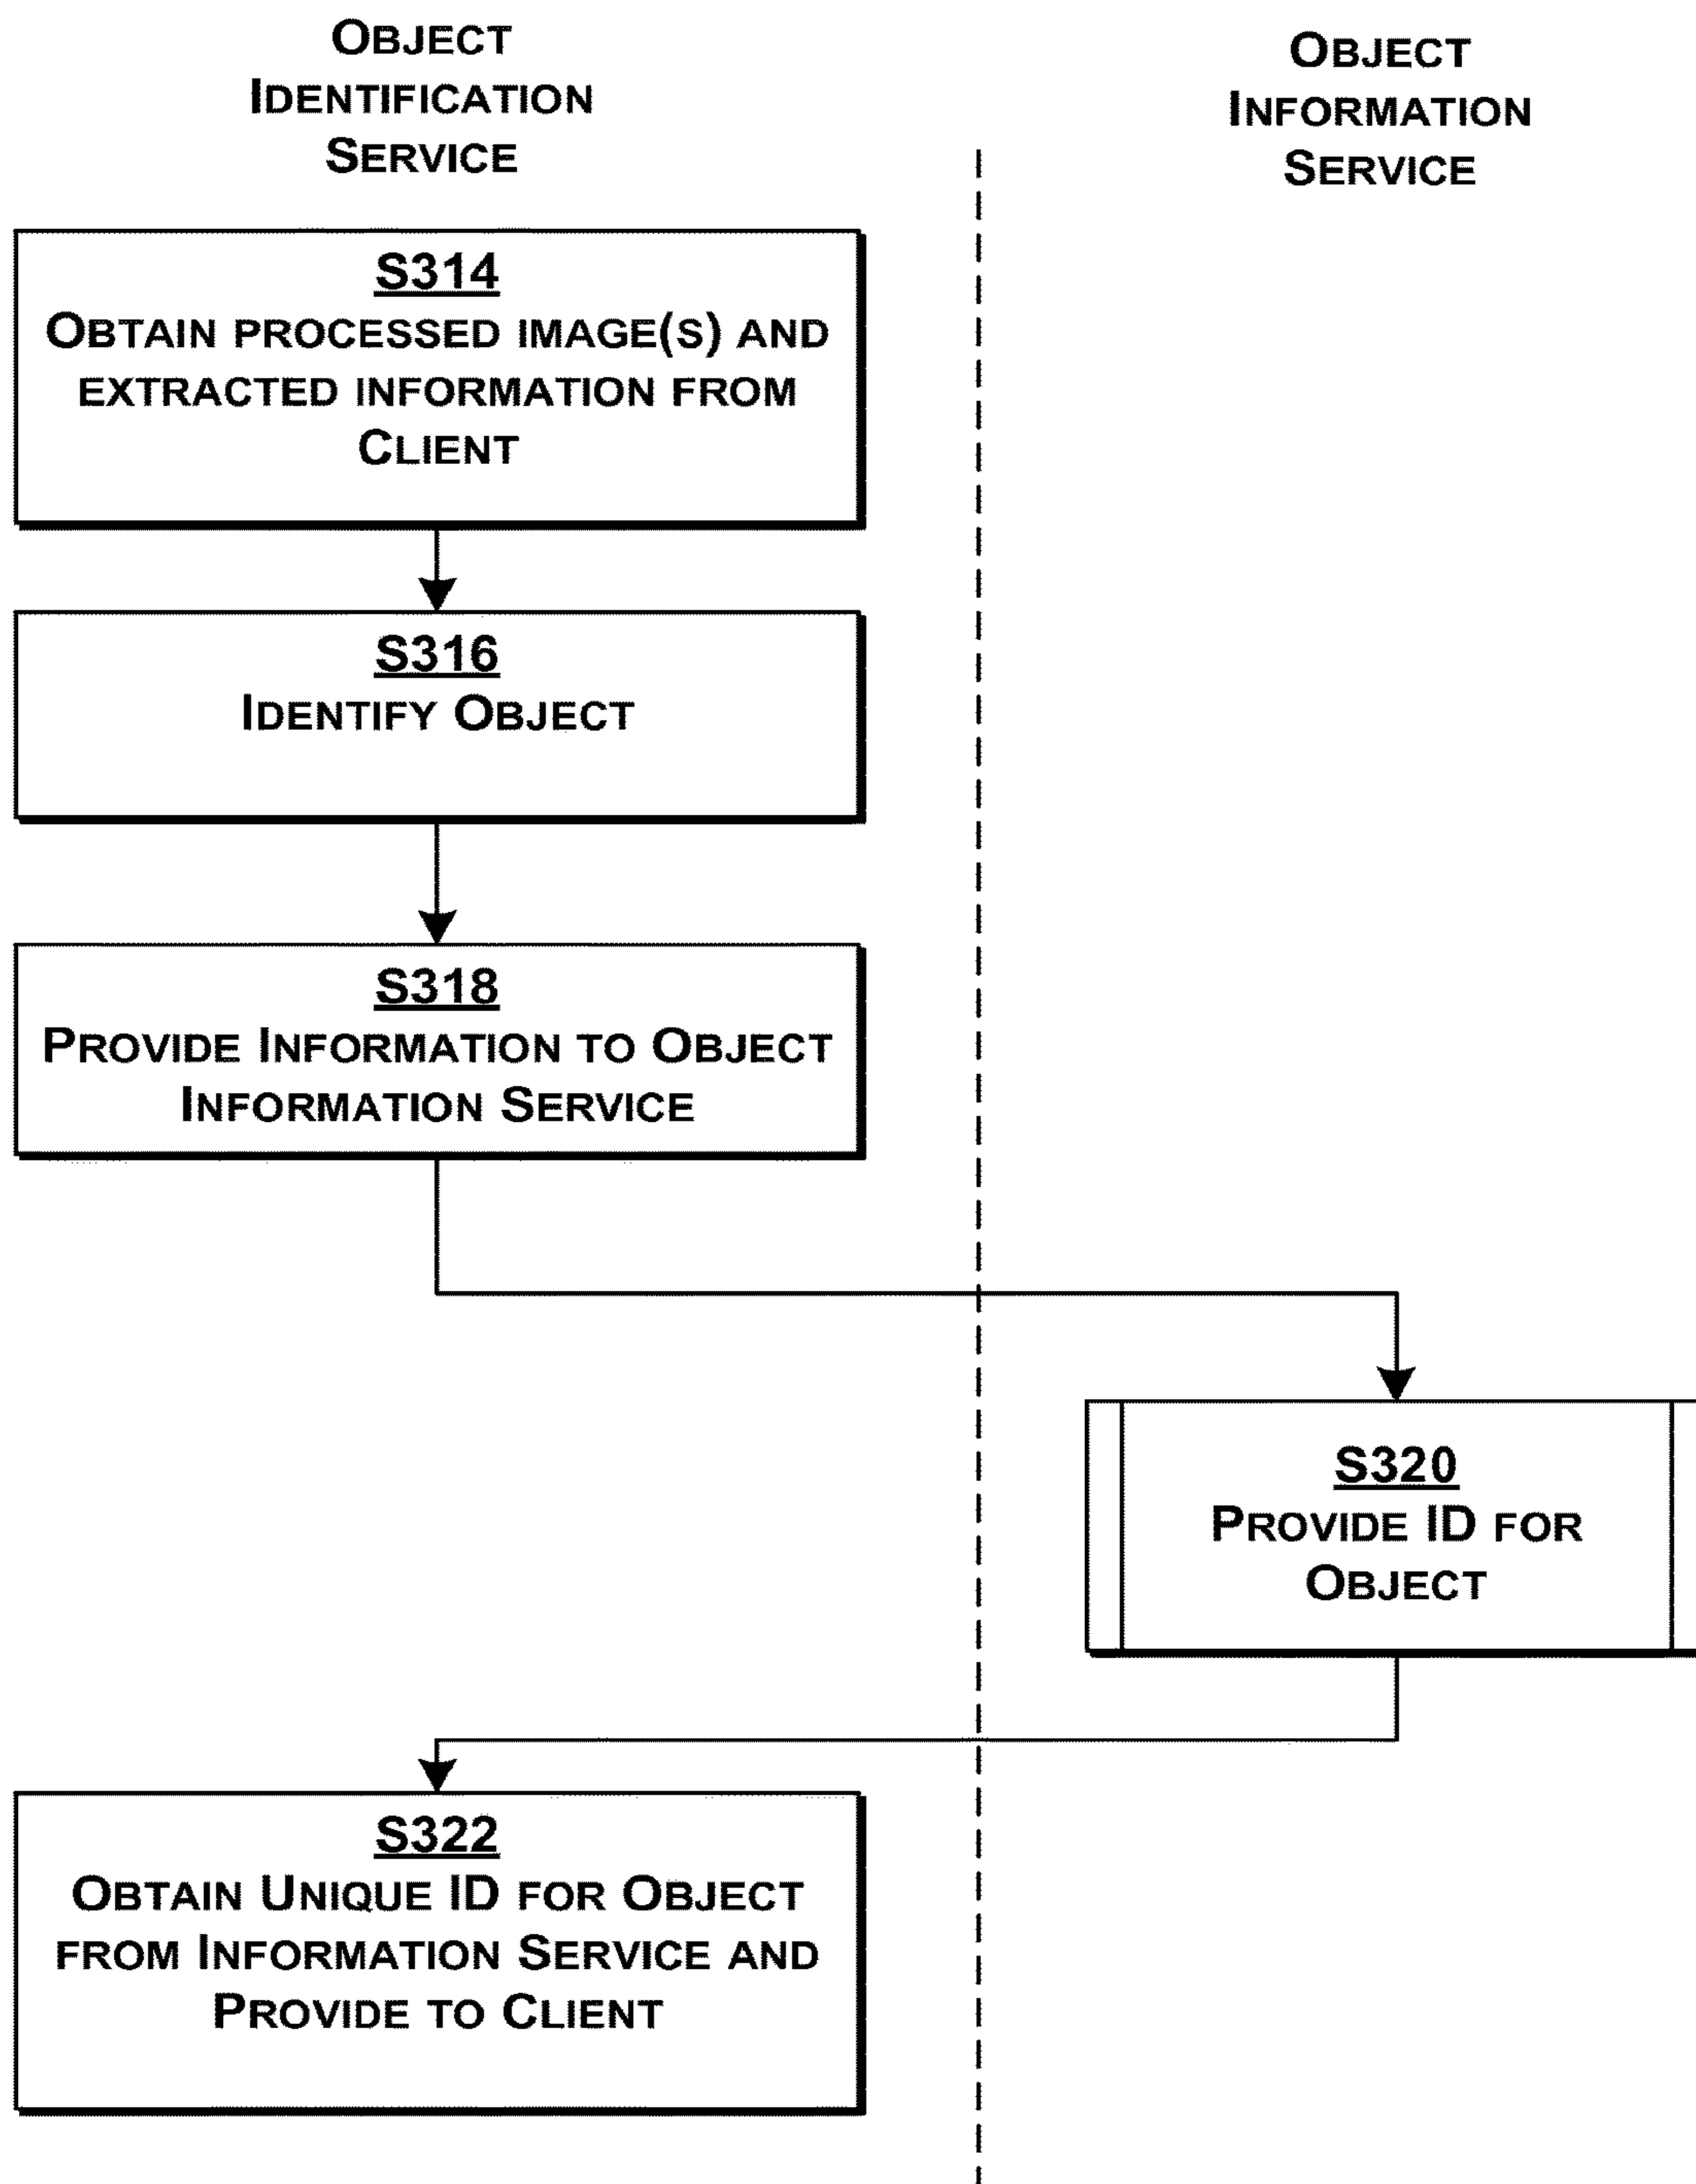 OBJECT
IDENTIFICATION
SERVICE
OBJECT
INFORMATION
SERVICE
S314
OBTAIN PROCESSED IMAGE(S) AND
EXTRACTED INFORMATION FROM
CLIENT
S316
IDENTIFY OBJECT
S318
PROVIDE INFORMATION TO OBJECT
INFORMATION SERVICE
S320
PROVIDE ID FOR
OBJECT
S322
OBTAIN UNIQUE ID FOR OBJECT
FROM INFORMATION SERVICE AND
PROVIDE TO CLIENT